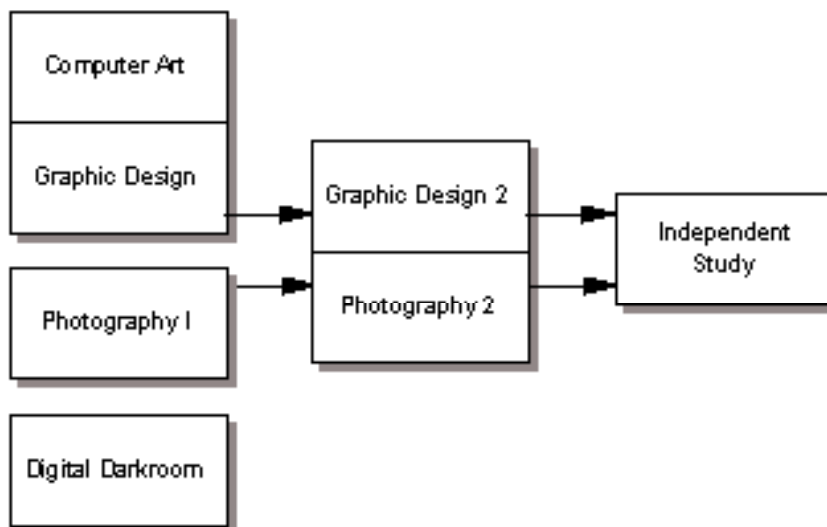 Computer Art
Graphic Design
Photography I
Digital Darkroom
Graphic Design 2
Photography 2
Independent
Study